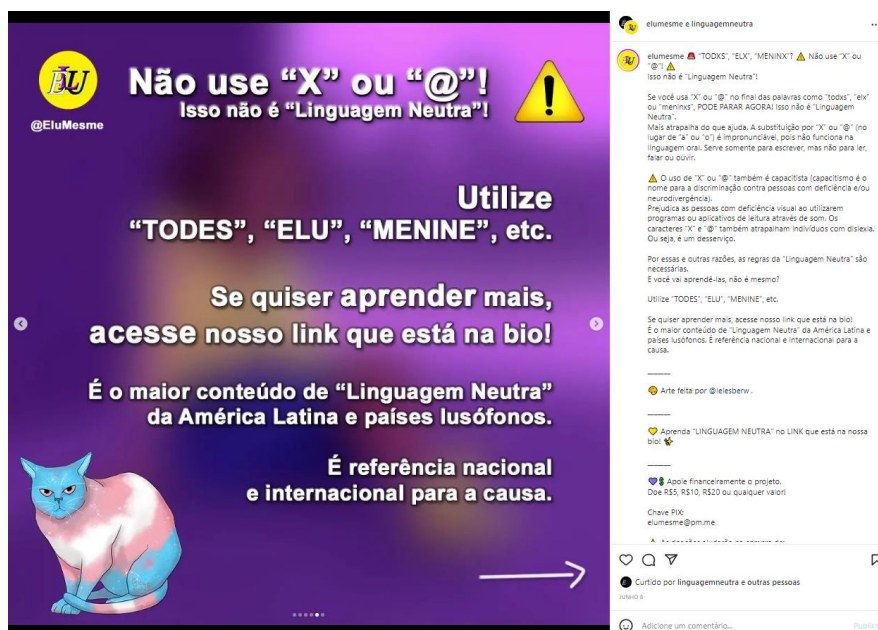 ELU
@EluMesme
Não use “X” ou “@”!
Isso não é “Linguagem Neutra”!
Utilize
“TODES”, “ELU”, “MENINE”, etc.
Se quiser aprender mais,
acesse nosso link que está na bio!
É o maior conteúdo de “Linguagem Neutra”
da América Latina e países lusófonos.
É referência nacional
e internacional para a causa.
elumesme e linguagemneutra
elumesme 🚨 "TODXS", "ELX", "MENINX"? ⚠️ Não use "X" ou
"@"! ⚠️
Isso não é "Linguagem Neutra"!
Se você usa "X" ou "@" no final das palavras como "todxs", "elx"
ou "meninxs", PODE PARAR AGORA! Isso não é "Linguagem
Neutra".
Mais atrapalha do que ajuda. A substituição por "X" ou "@" (no
lugar de "a" ou "o") é impronunciável, pois não funciona na
linguagem oral. Serve somente para escrever, mas não para ler,
falar ou ouvir.
⚠️ O uso de "X" ou "@" também é capacitista (capacitismo é o
nome para a discriminação contra pessoas com deficiência e/ou
neurodivergência).
Prejudica as pessoas com deficiência visual ao utilizarem
programas ou aplicativos de leitura através de som. Os
caracteres "X" e "@" também atrapalham indivíduos com dislexia.
Ou seja, é um desserviço.
Por essas e outras razões, as regras da "Linguagem Neutra" são
necessárias.
E você vai aprendê-las, não é mesmo?
Utilize "TODES", "ELU", "MENINE", etc.
Se quiser aprender mais, acesse nosso link que está na bio!
É o maior conteúdo de "Linguagem Neutra" da América Latina e
países lusófonos. É referência nacional e internacional para a
causa.
Arte feita por @ieiesberw .
💛 Aprenda "LINGUAGEM NEUTRA" no LINK que está na nossa
bio!
💜💲 Apoie financeiramente o projeto.
Doe R$5, R$10, R$20 ou qualquer valor!
Chave PIX:
elumesme@pm.me
Curtido por linguagemneutra e outras pessoas
JUNHO 8
Adicione um comentário...